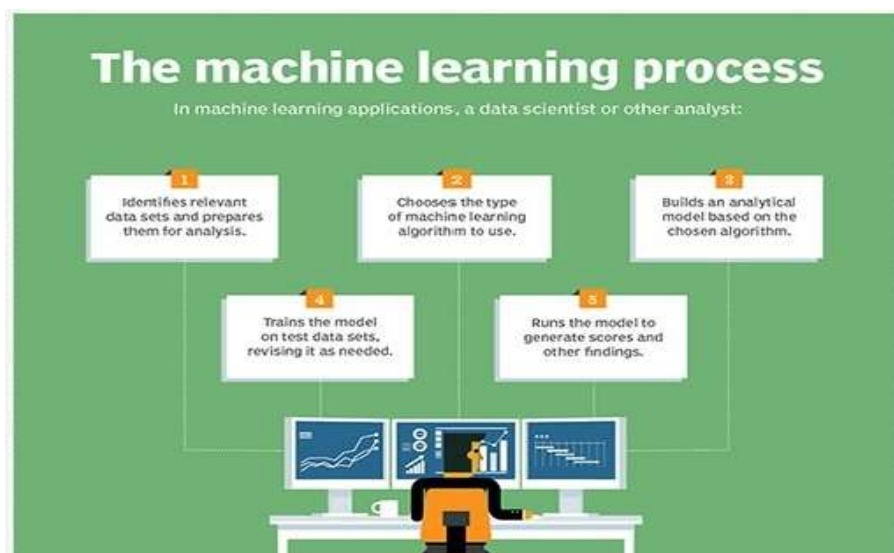 The machine learning process
In machine learning applications, a data scientist or other analyst:
1
Identifies relevant
data sets and prepares
them for analysis.
2
Chooses the type
of machine learning
algorithm to use.
3
Builds an analytical
model based on the
chosen algorithm.
4
Trains the model
on test data sets,
revising it as needed.
5
Runs the model to
generate scores and
other findings.